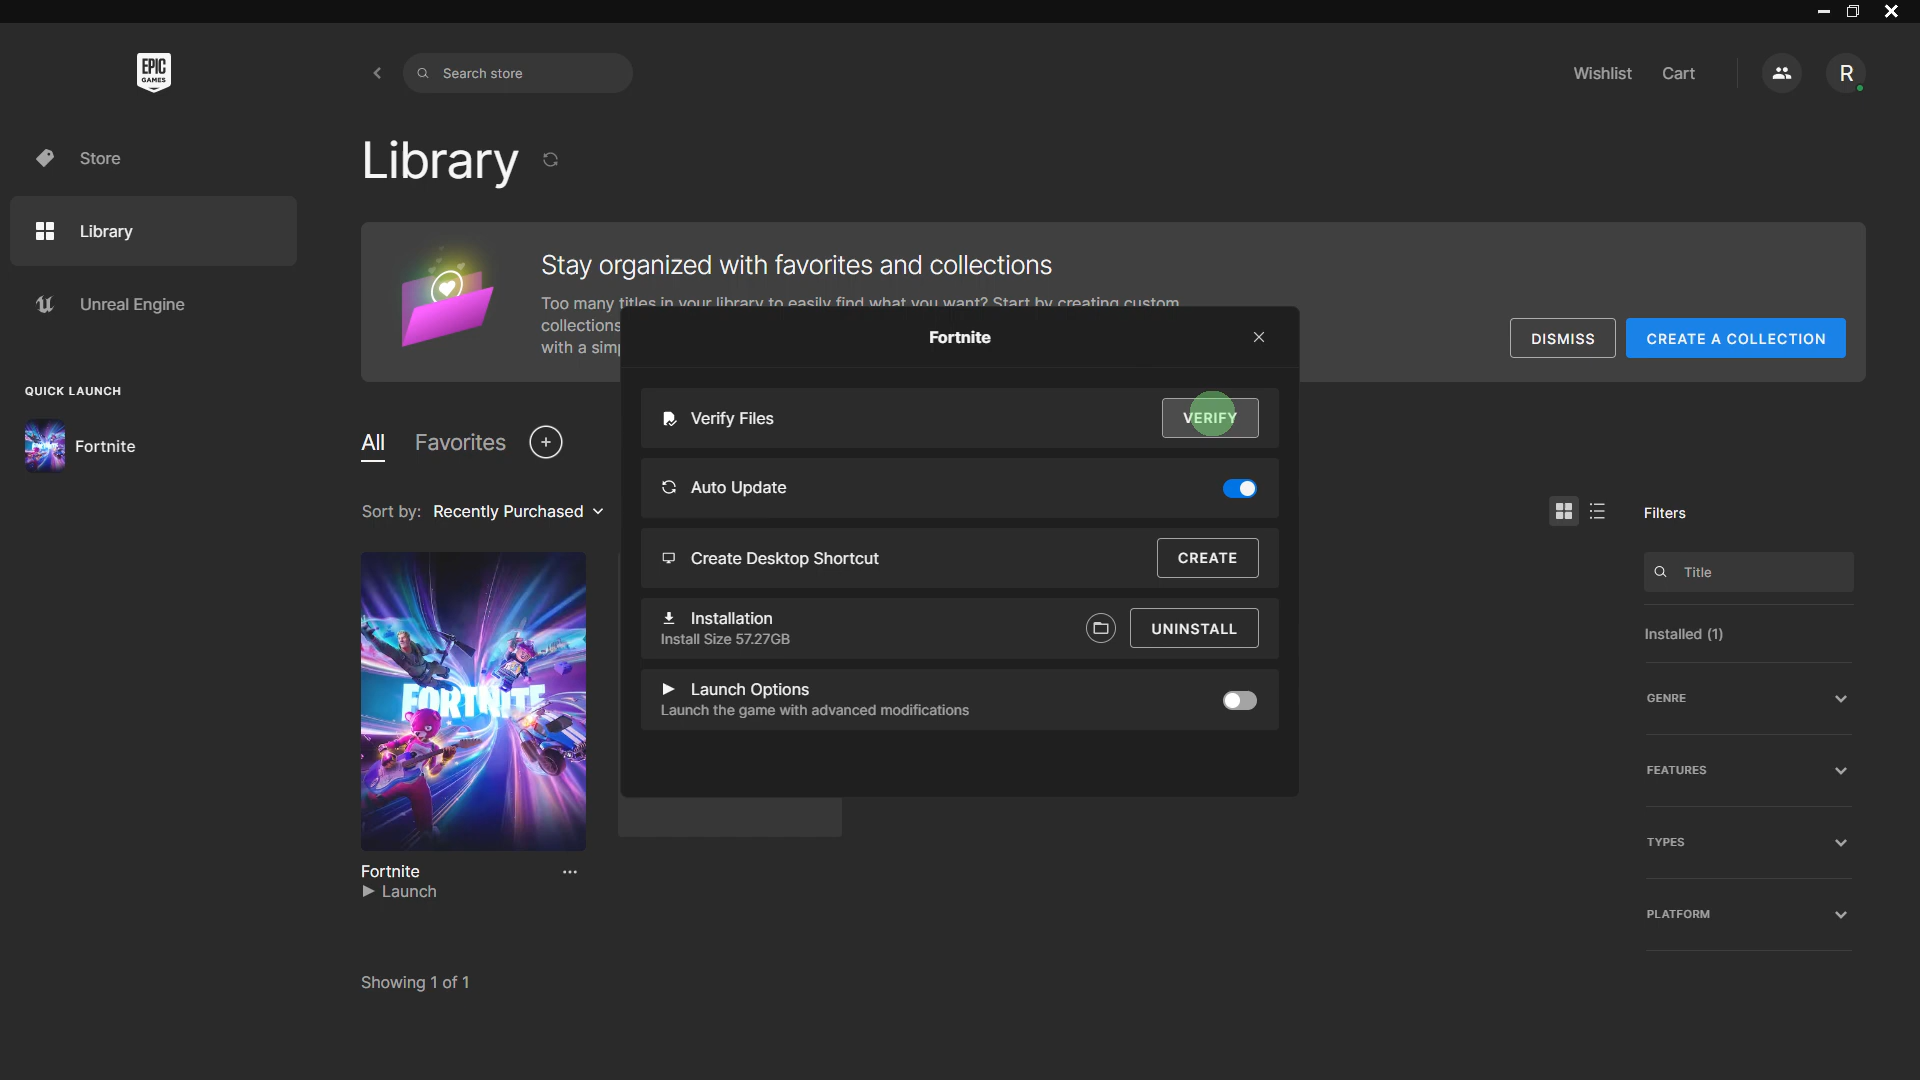 EPIC
GAMES
Search store
Wishlist
Cart
R
Store
Library
Unreal Engine
QUICK LAUNCH
Fortnite
Library
Stay organized with favorites and collections
Too many titles in your library to easily find what you want? Start by creating custom
collections
with a sim
DISMISS
CREATE A COLLECTION
All
Favorites
Sort by: Recently Purchased
FORTNITE
Fortnite
Launch
Showing 1 of 1
Fortnite
Verify Files
VERIFY
Auto Update
Create Desktop Shortcut
CREATE
Installation
Install Size 57.27GB
UNINSTALL
Launch Options
Launch the game with advanced modifications
Filters
Title
Installed (1)
GENRE
FEATURES
TYPES
PLATFORM